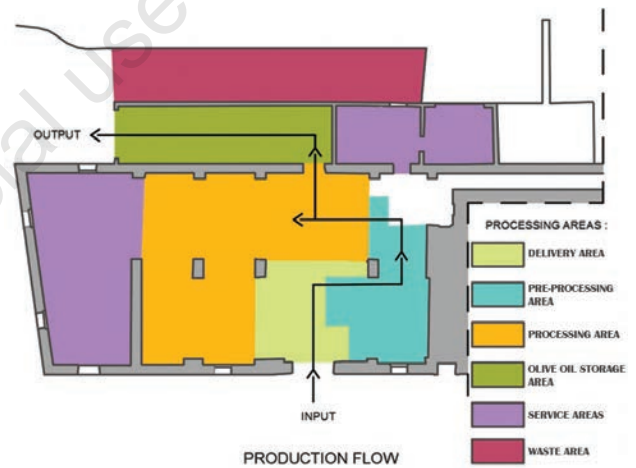 OUTPUT
INPUT
PRODUCTION FLOW
PROCESSING AREAS :
DELIVERY AREA
PRE-PROCESSING
AREA
PROCESSING AREA
OLIVE OIL STORAGE
AREA
SERVICE AREAS
WASTE AREA